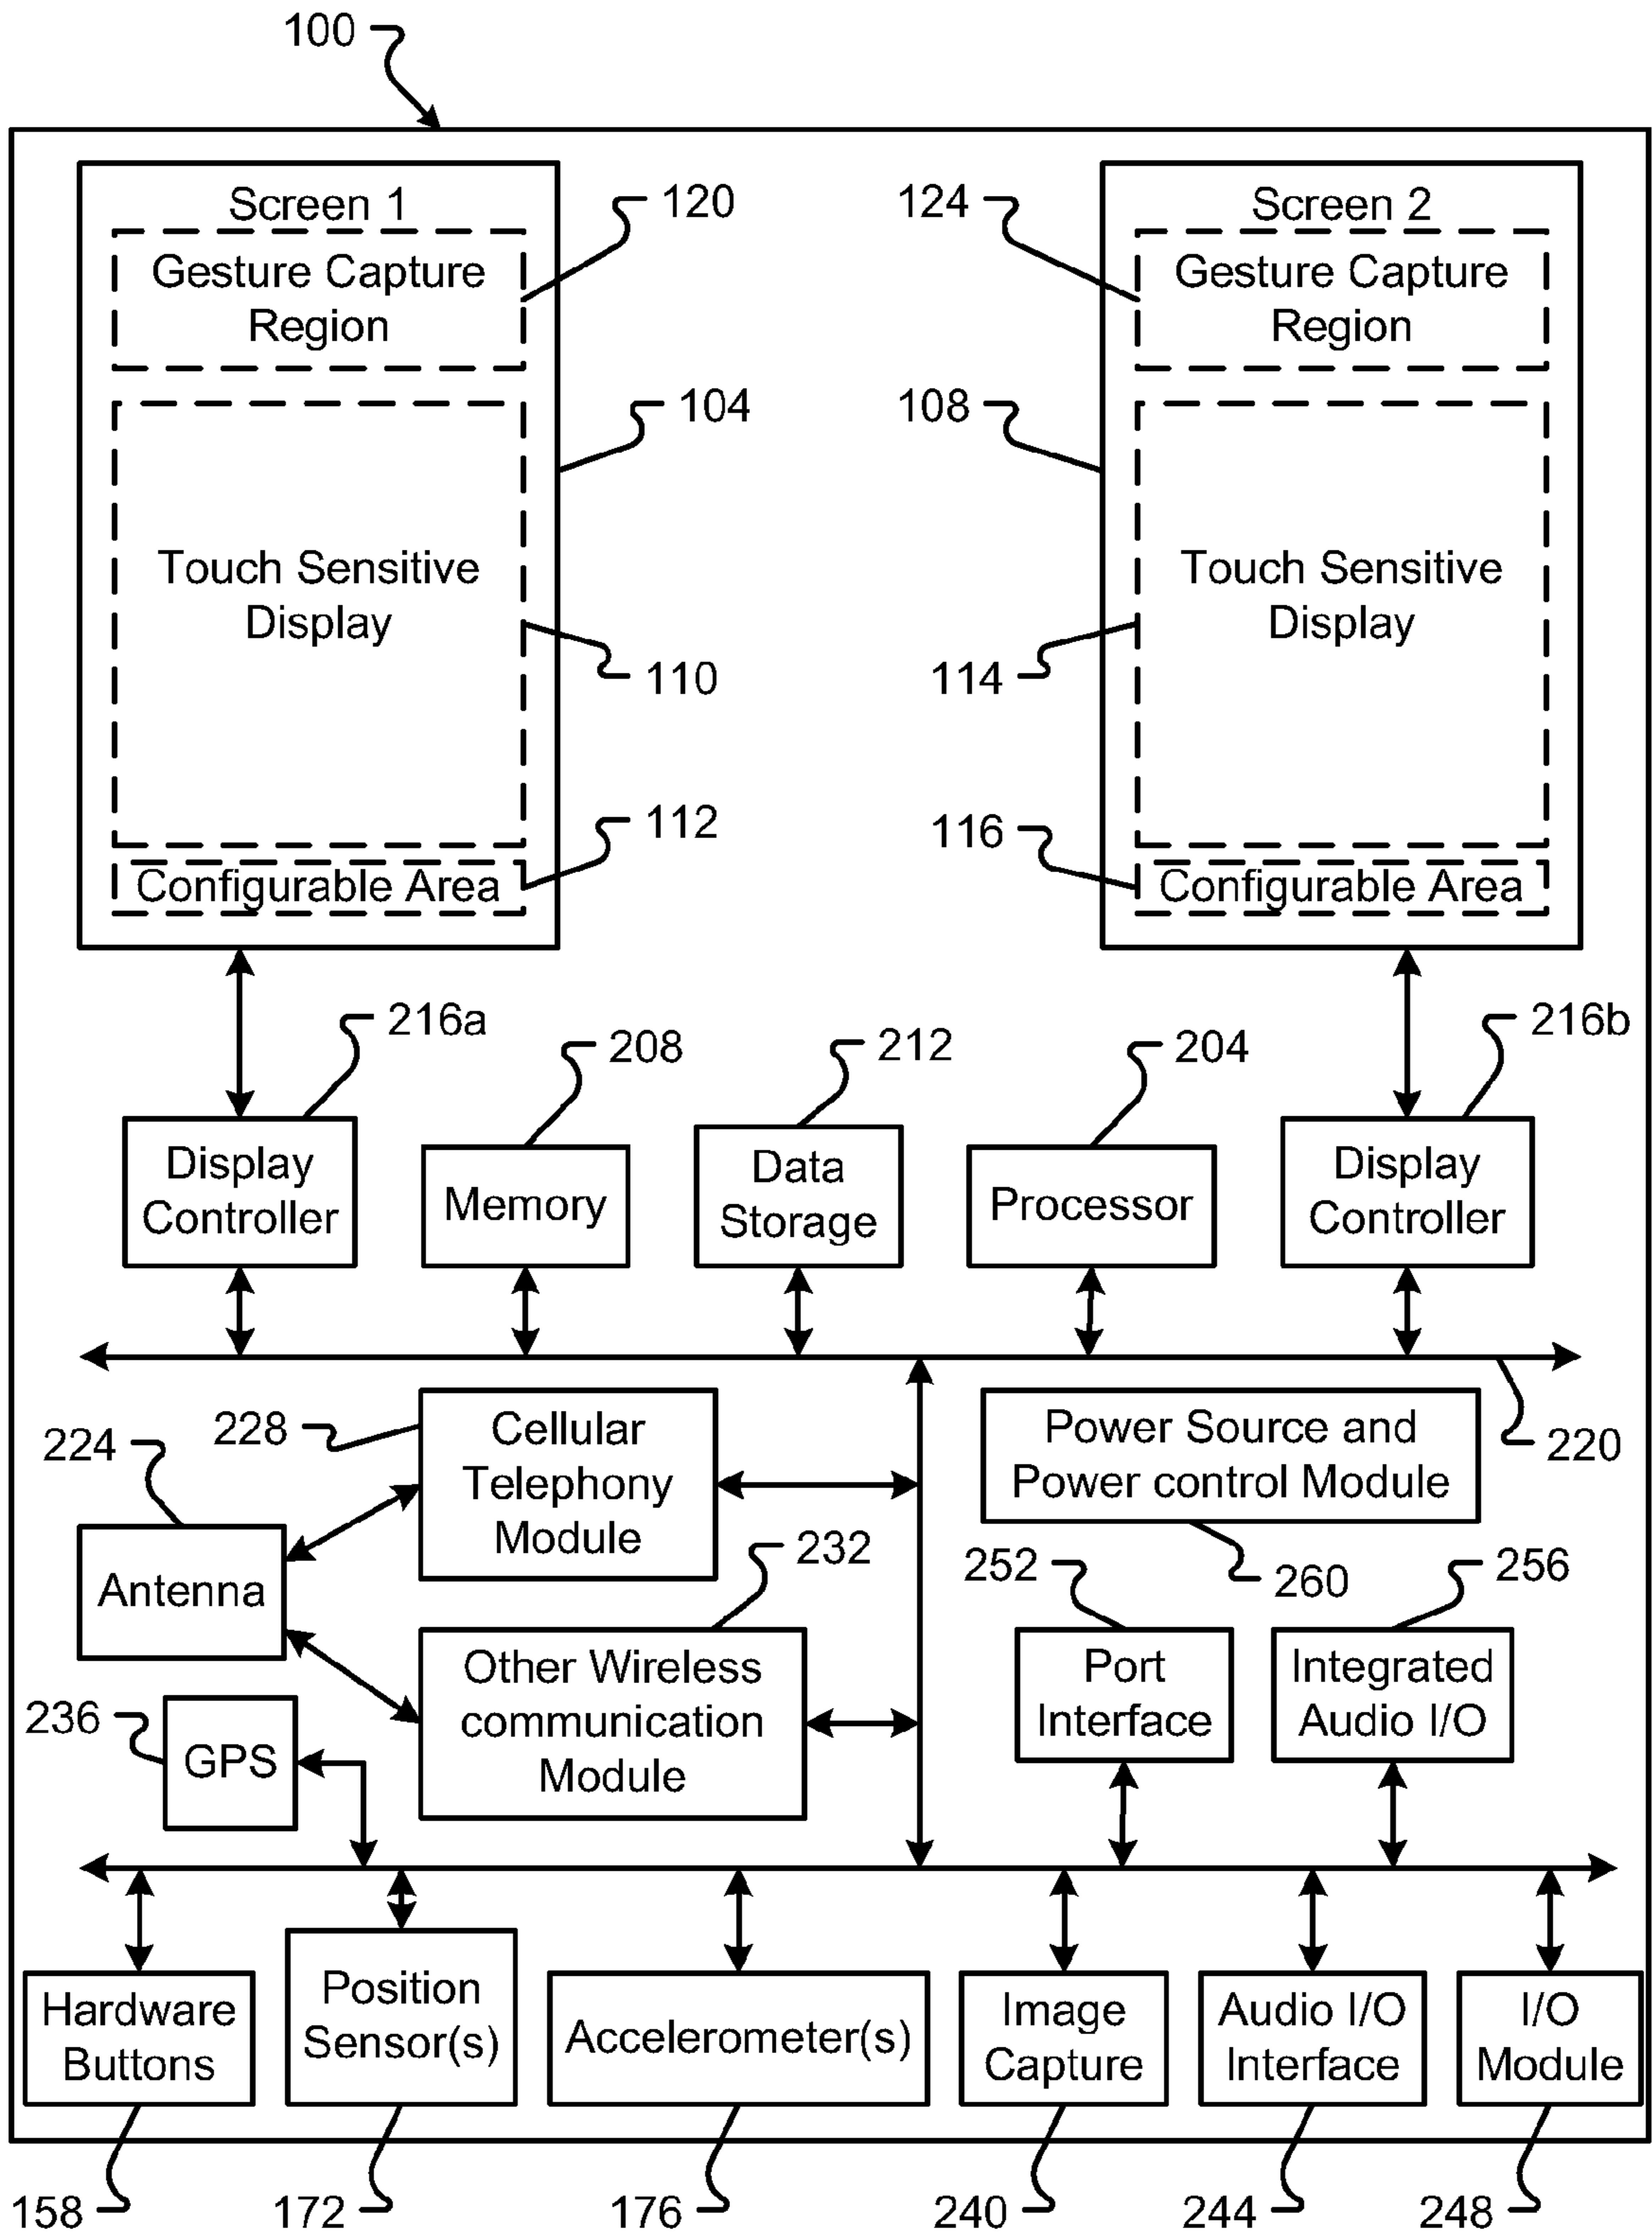 100
Screen 1
Gesture Capture
Region
120
Touch Sensitive
Display
104
110
112
Configurable Area
Screen 2
124
Gesture Capture
Region
108
Touch Sensitive
Display
114
116
Configurable Area
216a
208
212
204
216b
Display
Controller
Memory
Data
Storage
Processor
Display
Controller
220
224
228
Cellular
Telephony
Module
Power Source and
Power control Module
260
Antenna
232
Other Wireless
communication
Module
252
Port
Interface
256
Integrated
Audio I/O
236
GPS
Hardware
Buttons
Position
Sensor(s)
Accelerometer(s)
Image
Capture
Audio I/O
Interface
I/O
Module
158
172
176
240
244
248